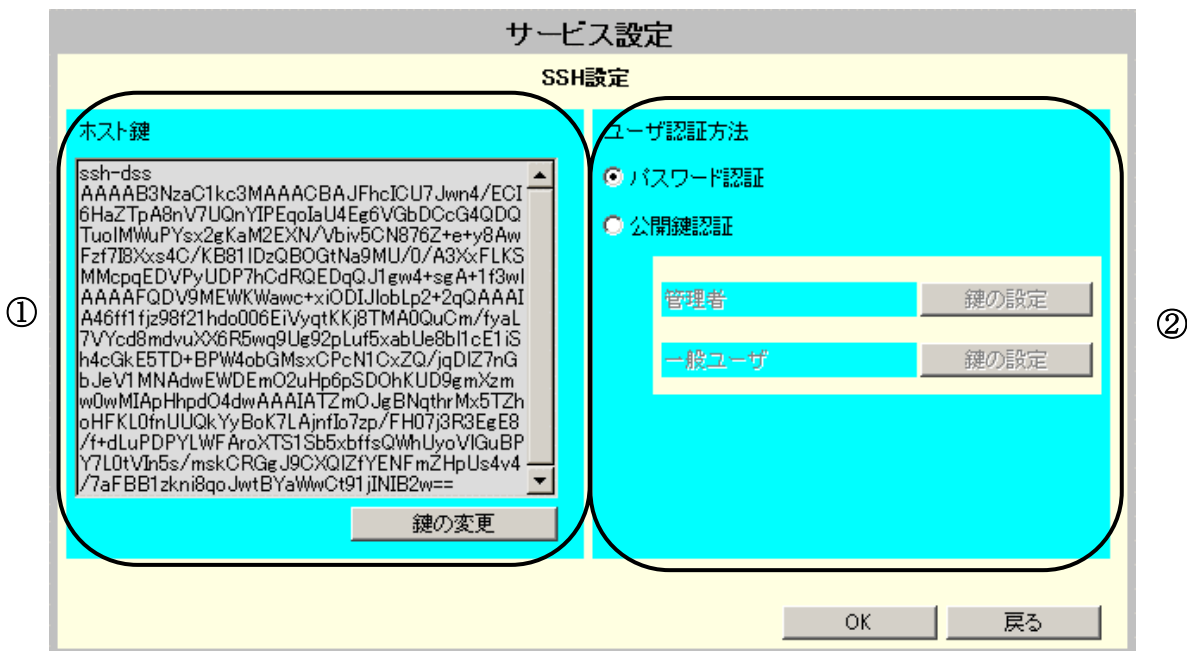 サービス設定
SSH設定
①
ホスト鍵
ssh-dss
AAAAB3NzaC1kc3MAAACBAJFhcICU7Jwn4/ECI
6HaZTpA8nV7UQnYIPEqoIaU4Eg6VGbDCcG4QDQ
TuoIMWuPYsx2gKaM2EXN/Vbiv5CN876Z+e+y8Aw
Fzf7I8Xxs4C/KB81IDzQBOGtNa9MU/0/A3XxFLKS
MMcpqEDVPyUDP7hCdRQEDqQJ1gw4+sgA+1f3wl
AAAAFQDV9MEWKWawc+xiODIJlobLp2+2qQAAAI
A46ff1fjz98f21hdo006EiVyqtKKj8TMA0QuCm/fyaL
7VYcd8mdvuXX6R5wq9Ug92pLuf5xabUe8bl1cE1iS
h4cGkE5TD+BPW4obGMsxCPcN1CxZQ/jqDIZ7nG
bJeV1MNAdwEWDEmO2uHp6pSDOhKUD9gmXzm
w0wMIApHhpdO4dwAAAIATZmOJgBNqthrMx5TZh
oHFKL0fnUUQkYyBoK7LAjnfIo7zp/FH07j3R3EgE8
/f+dLuPDPYLWFAroXTS1Sb5xbffsQWhUyoVIGuBP
Y7L0tVIn5s/mskCRGgJ9CXQIZfYENFmZHpUs4v4
/7aFBB1zkni8qoJwtBYaWwCt91jINIB2w==
鍵の変更
ユーザ認証方法
パスワード認証
公開鍵認証
管理者 鍵の設定
一般ユーザ 鍵の設定
②
OK 戻る